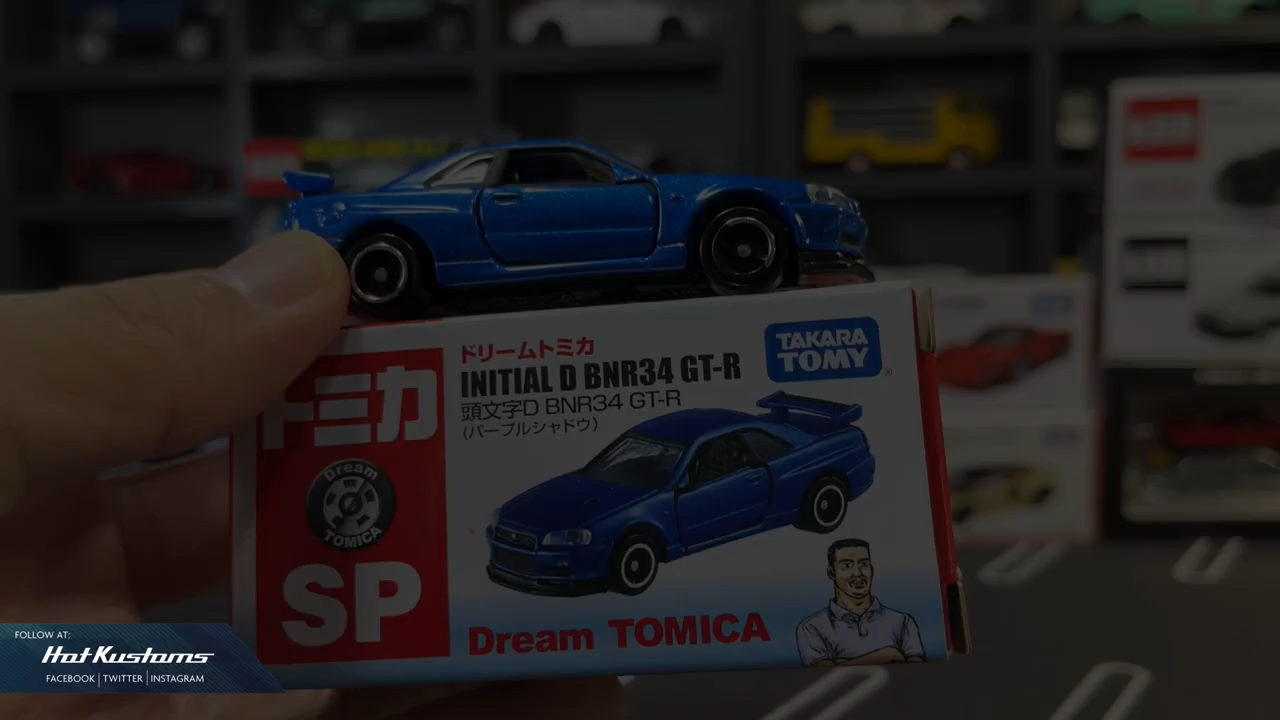 ドリームトミカ
INITIAL D BNR34 GT-R
頭文字D BNR34 GT-R
(パープルシャドウ)
TAKARA
TOMY
トミカ
Dream
TOMICA
SP
Dream TOMICA
FOLLOW AT:
Hot Kustoms
FACEBOOK | TWITTER | INSTAGRAM